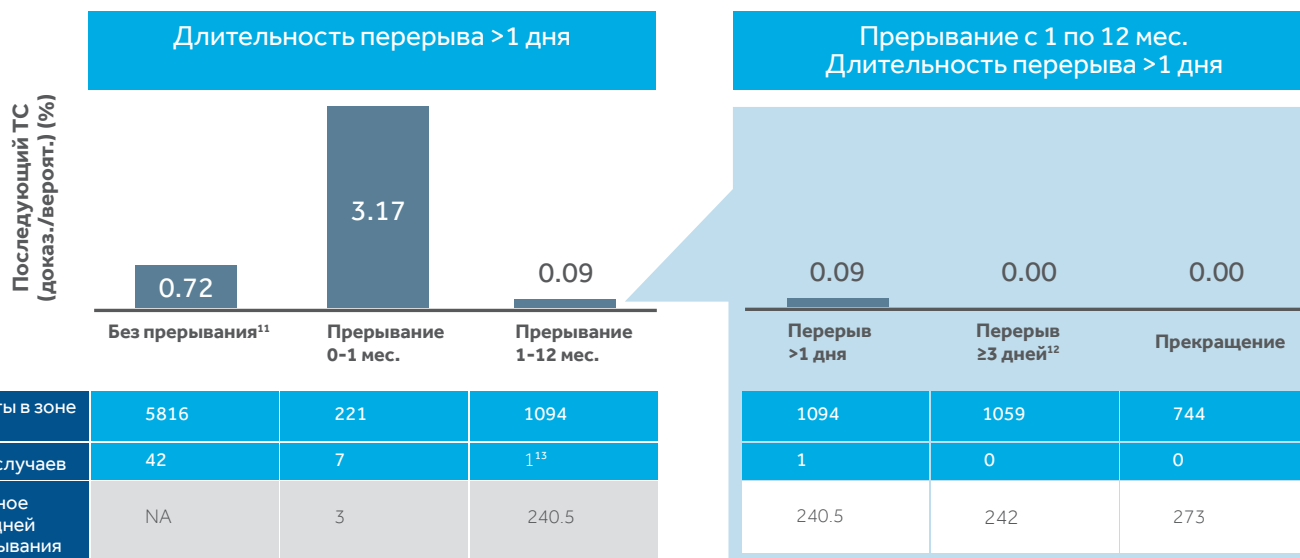 Длительность перерыва >1 дня
Прерывание с 1 по 12 мес.
Длительность перерыва >1 дня
Последующий ТС
(доказ./вероят.) (%)
0.72
3.17
0.09
0.09
0.00
0.00
Без прерывания¹¹
Прерывание
0-1 мес.
Прерывание
1-12 мес.
Перерыв
>1 дня
Перерыв
≥3 дней¹²
Прекращение
ты в зоне
5816
221
1094
1094
1059
744
случаев
42
7
1¹³
1
0
0
ное
дней
ывания
NA
3
240.5
240.5
242
273